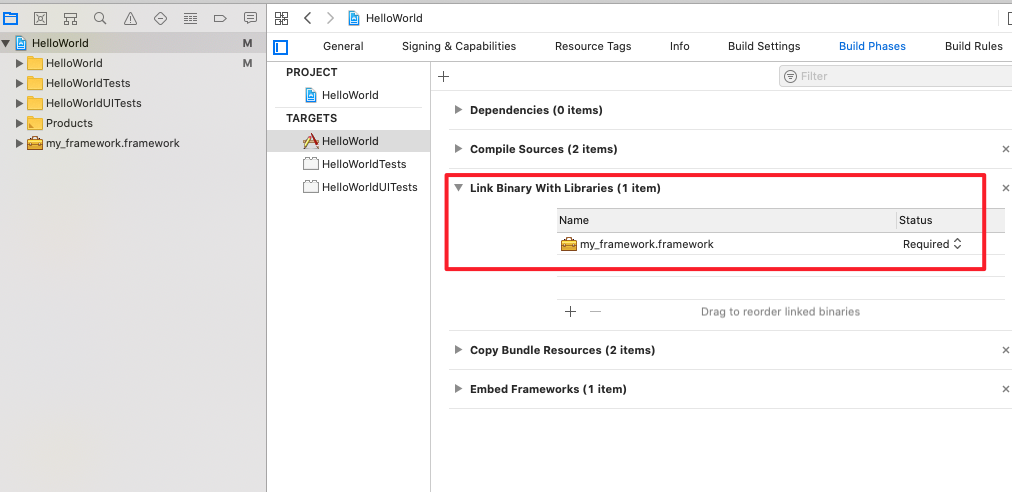 HelloWorld
HelloWorld M
General Signing & Capabilities Resource Tags Info Build Settings Build Phases Build Rules
HelloWorld M
HelloWorldTests
HelloWorldUITests
Products
my_framework.framework
PROJECT
HelloWorld
TARGETS
HelloWorld
HelloWorldTests
HelloWorldUITests
Filter
Dependencies (0 items)
Compile Sources (2 items)
Link Binary With Libraries (1 item)
Name Status
my_framework.framework Required
Drag to reorder linked binaries
Copy Bundle Resources (2 items)
Embed Frameworks (1 item)